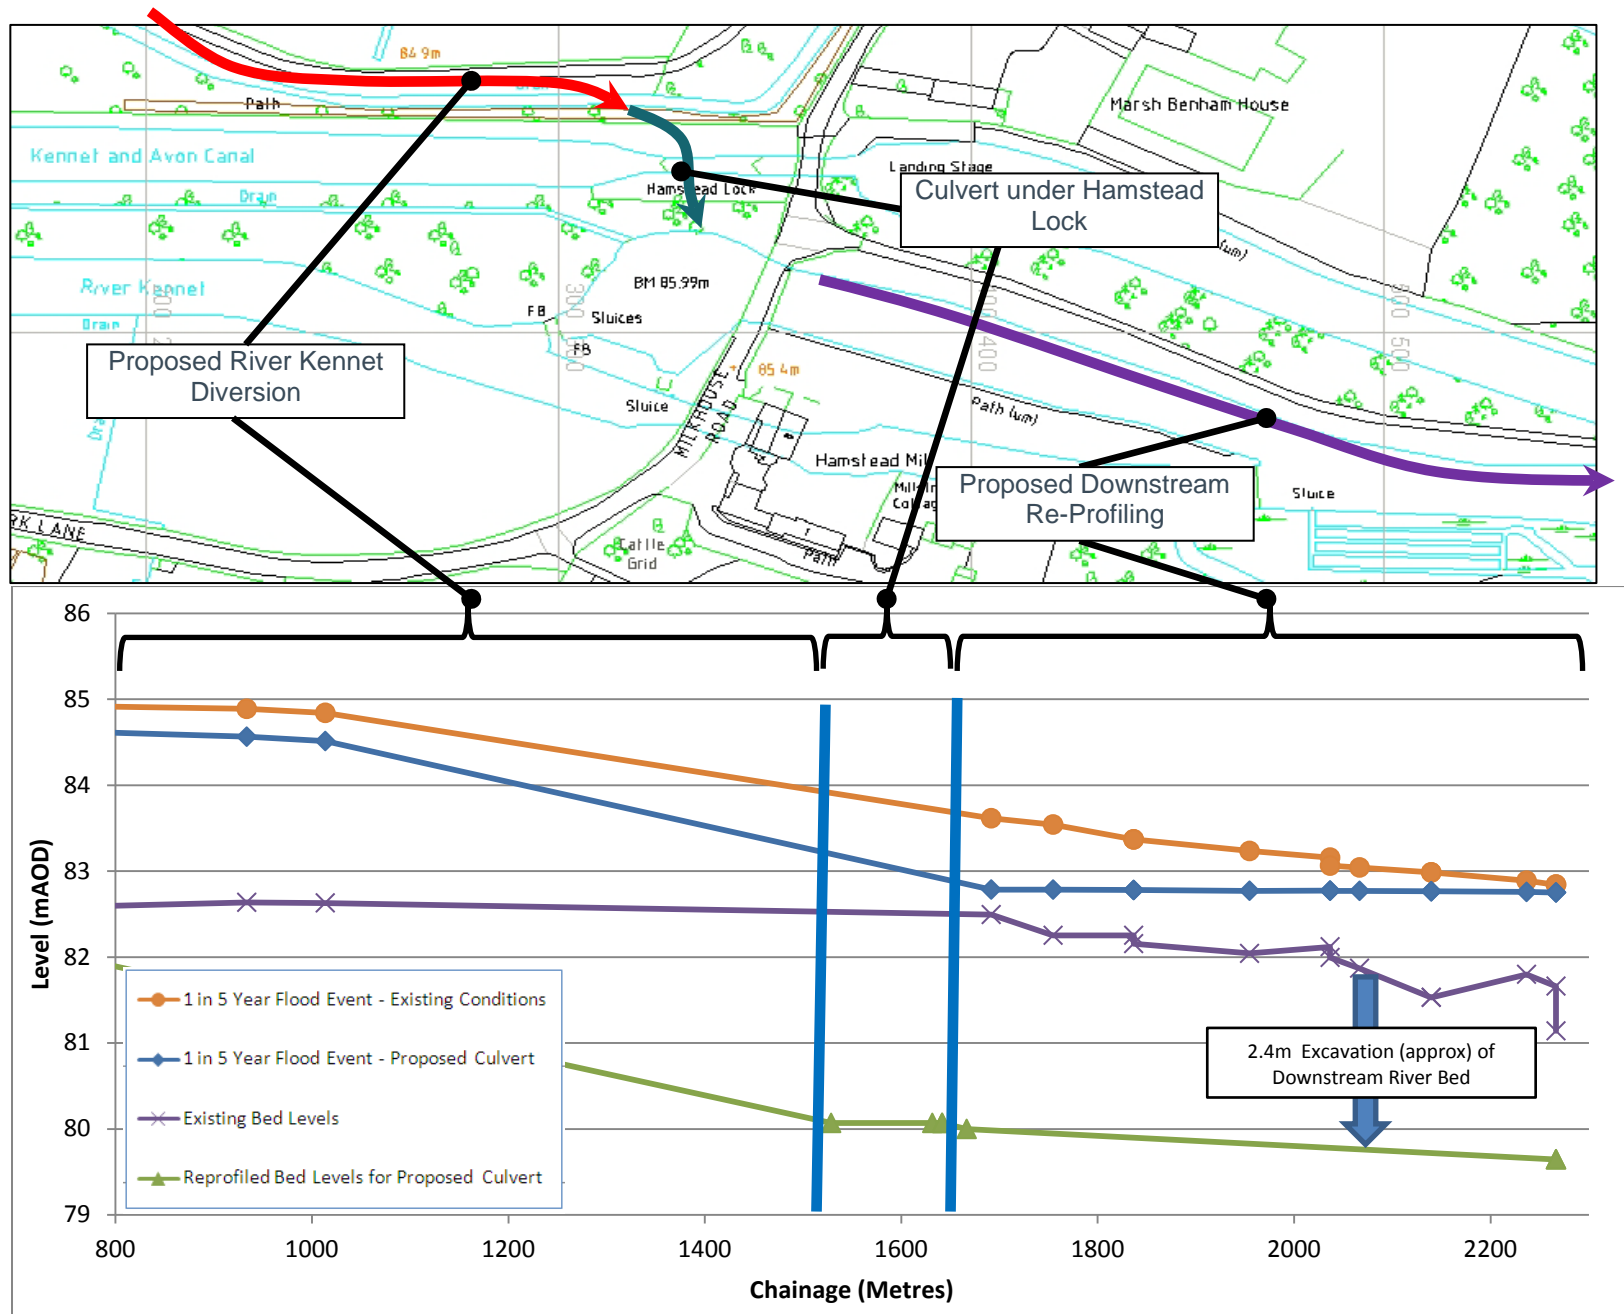 84 9m
Drain
Path
Marsh Benham House
Kennet and Avon Canal
Landing Stage
Hamstead Lock
Drain
Culvert under Hamstead
Lock
(um)
River Kennet
BM 85.99m
FB
Sluices
Drain
300
400
500
FB
Proposed River Kennet
Diversion
85 4m
MILKHOUSE
ROAD
Sluice
Path (um)
Hamstead Mil
Proposed Downstream
Re-Profiling
Sluice
RK LANE
Cattle
Grid
Path
86
85
84
83
82
81
80
79
Level (mAOD)
1 in 5 Year Flood Event - Existing Conditions
1 in 5 Year Flood Event - Proposed Culvert
Existing Bed Levels
Reprofiled Bed Levels for Proposed Culvert
2.4m Excavation (approx) of
Downstream River Bed
800 1000 1200 1400 1600 1800 2000 2200
Chainage (Metres)